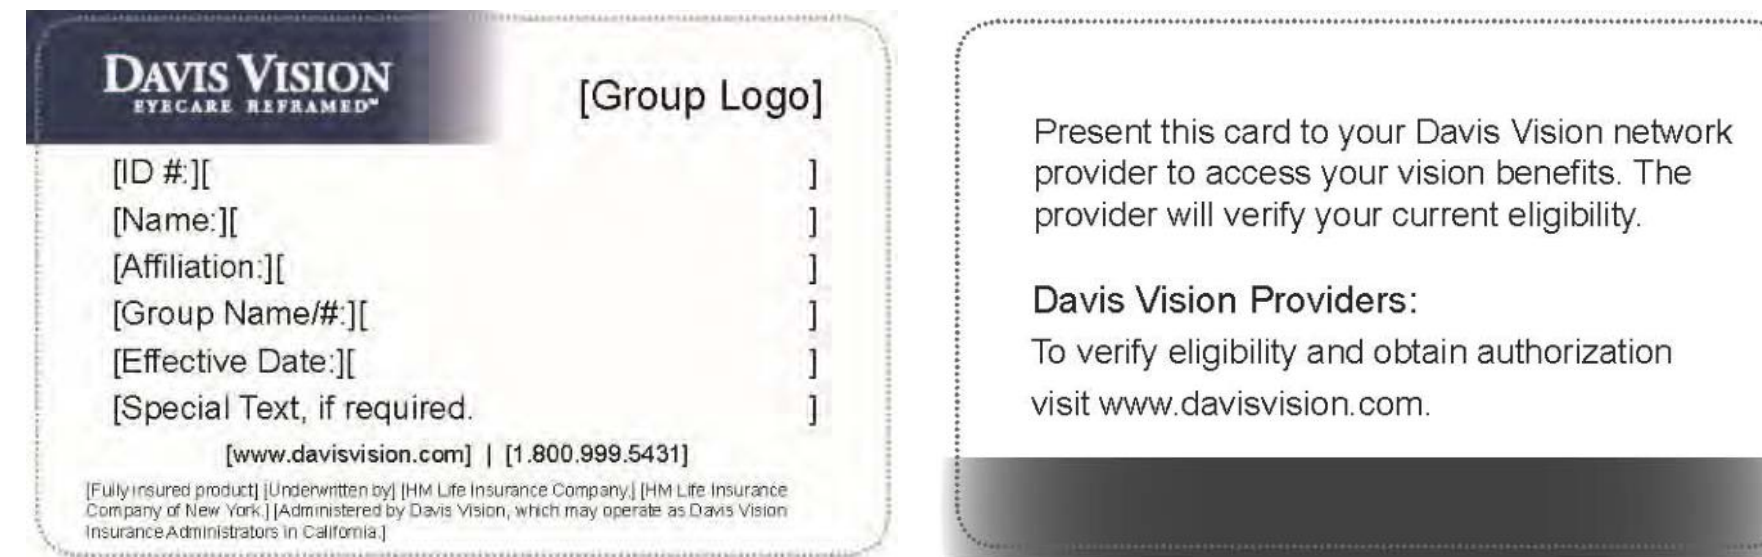 DAVIS VISION
EYECARE REFRAMED™
[Group Logo]
[ID #:][ ]
[Name:][ ]
[Affiliation:][ ]
[Group Name/#:][ ]
[Effective Date:][ ]
[Special Text, if required. ]
[www.davisvision.com] | [1.800.999.5431]
[Fully insured product] [Underwritten by] [HM Life Insurance Company,] [HM Life Insurance
Company of New York.] [Administered by Davis Vision, which may operate as Davis Vision
Insurance Administrators in California.]
Present this card to your Davis Vision network
provider to access your vision benefits. The
provider will verify your current eligibility.
Davis Vision Providers:
To verify eligibility and obtain authorization
visit www.davisvision.com.